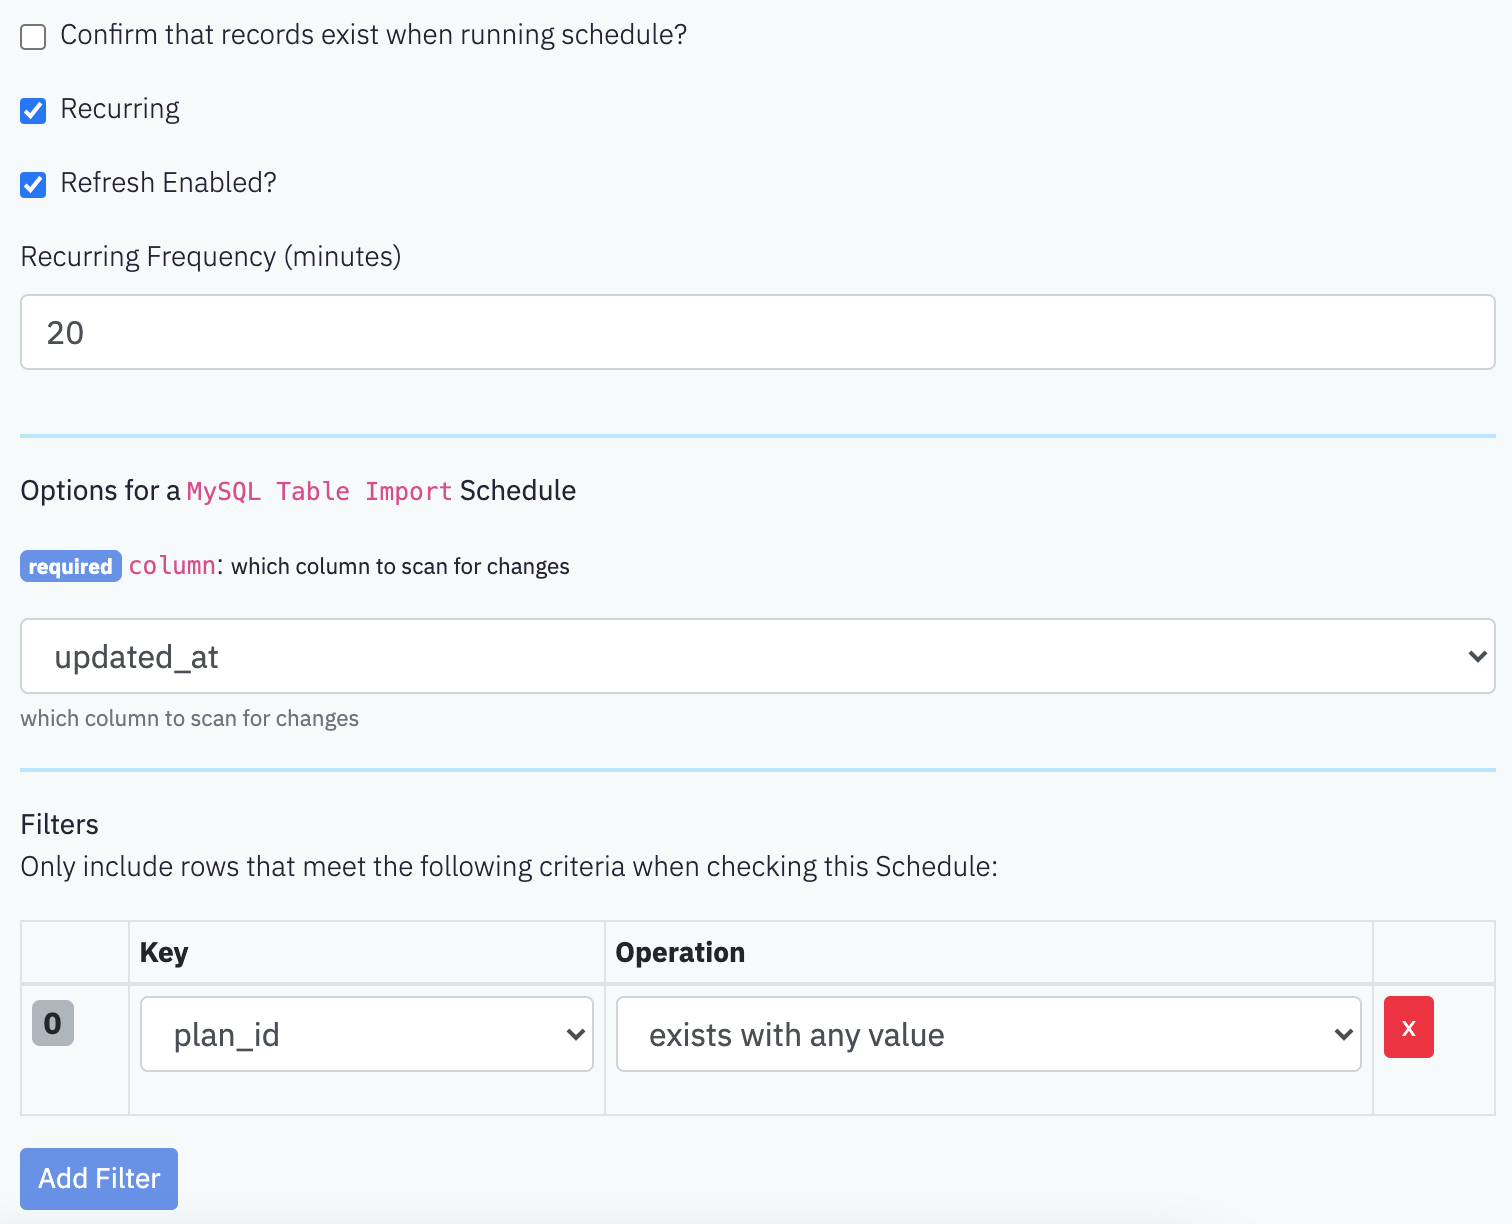 Confirm that records exist when running schedule?
Recurring
Refresh Enabled?
Recurring Frequency (minutes)
20
Options for a MySQL Table Import Schedule
required column: which column to scan for changes
updated_at
which column to scan for changes
Filters
Only include rows that meet the following criteria when checking this Schedule:
Key Operation
0 plan_id exists with any value x
Add Filter